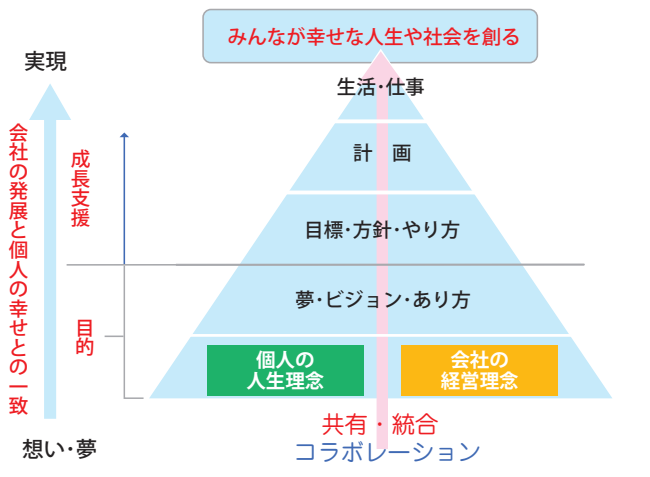 みんなが幸せな人生や社会を創る
実現
生活・仕事
会社の発展と個人の幸せとの一致
成長支援
計　画
目標・方針・やり方
夢・ビジョン・あり方
目的
個人の
人生理念
会社の
経営理念
共有・統合
想い・夢
コラボレーション